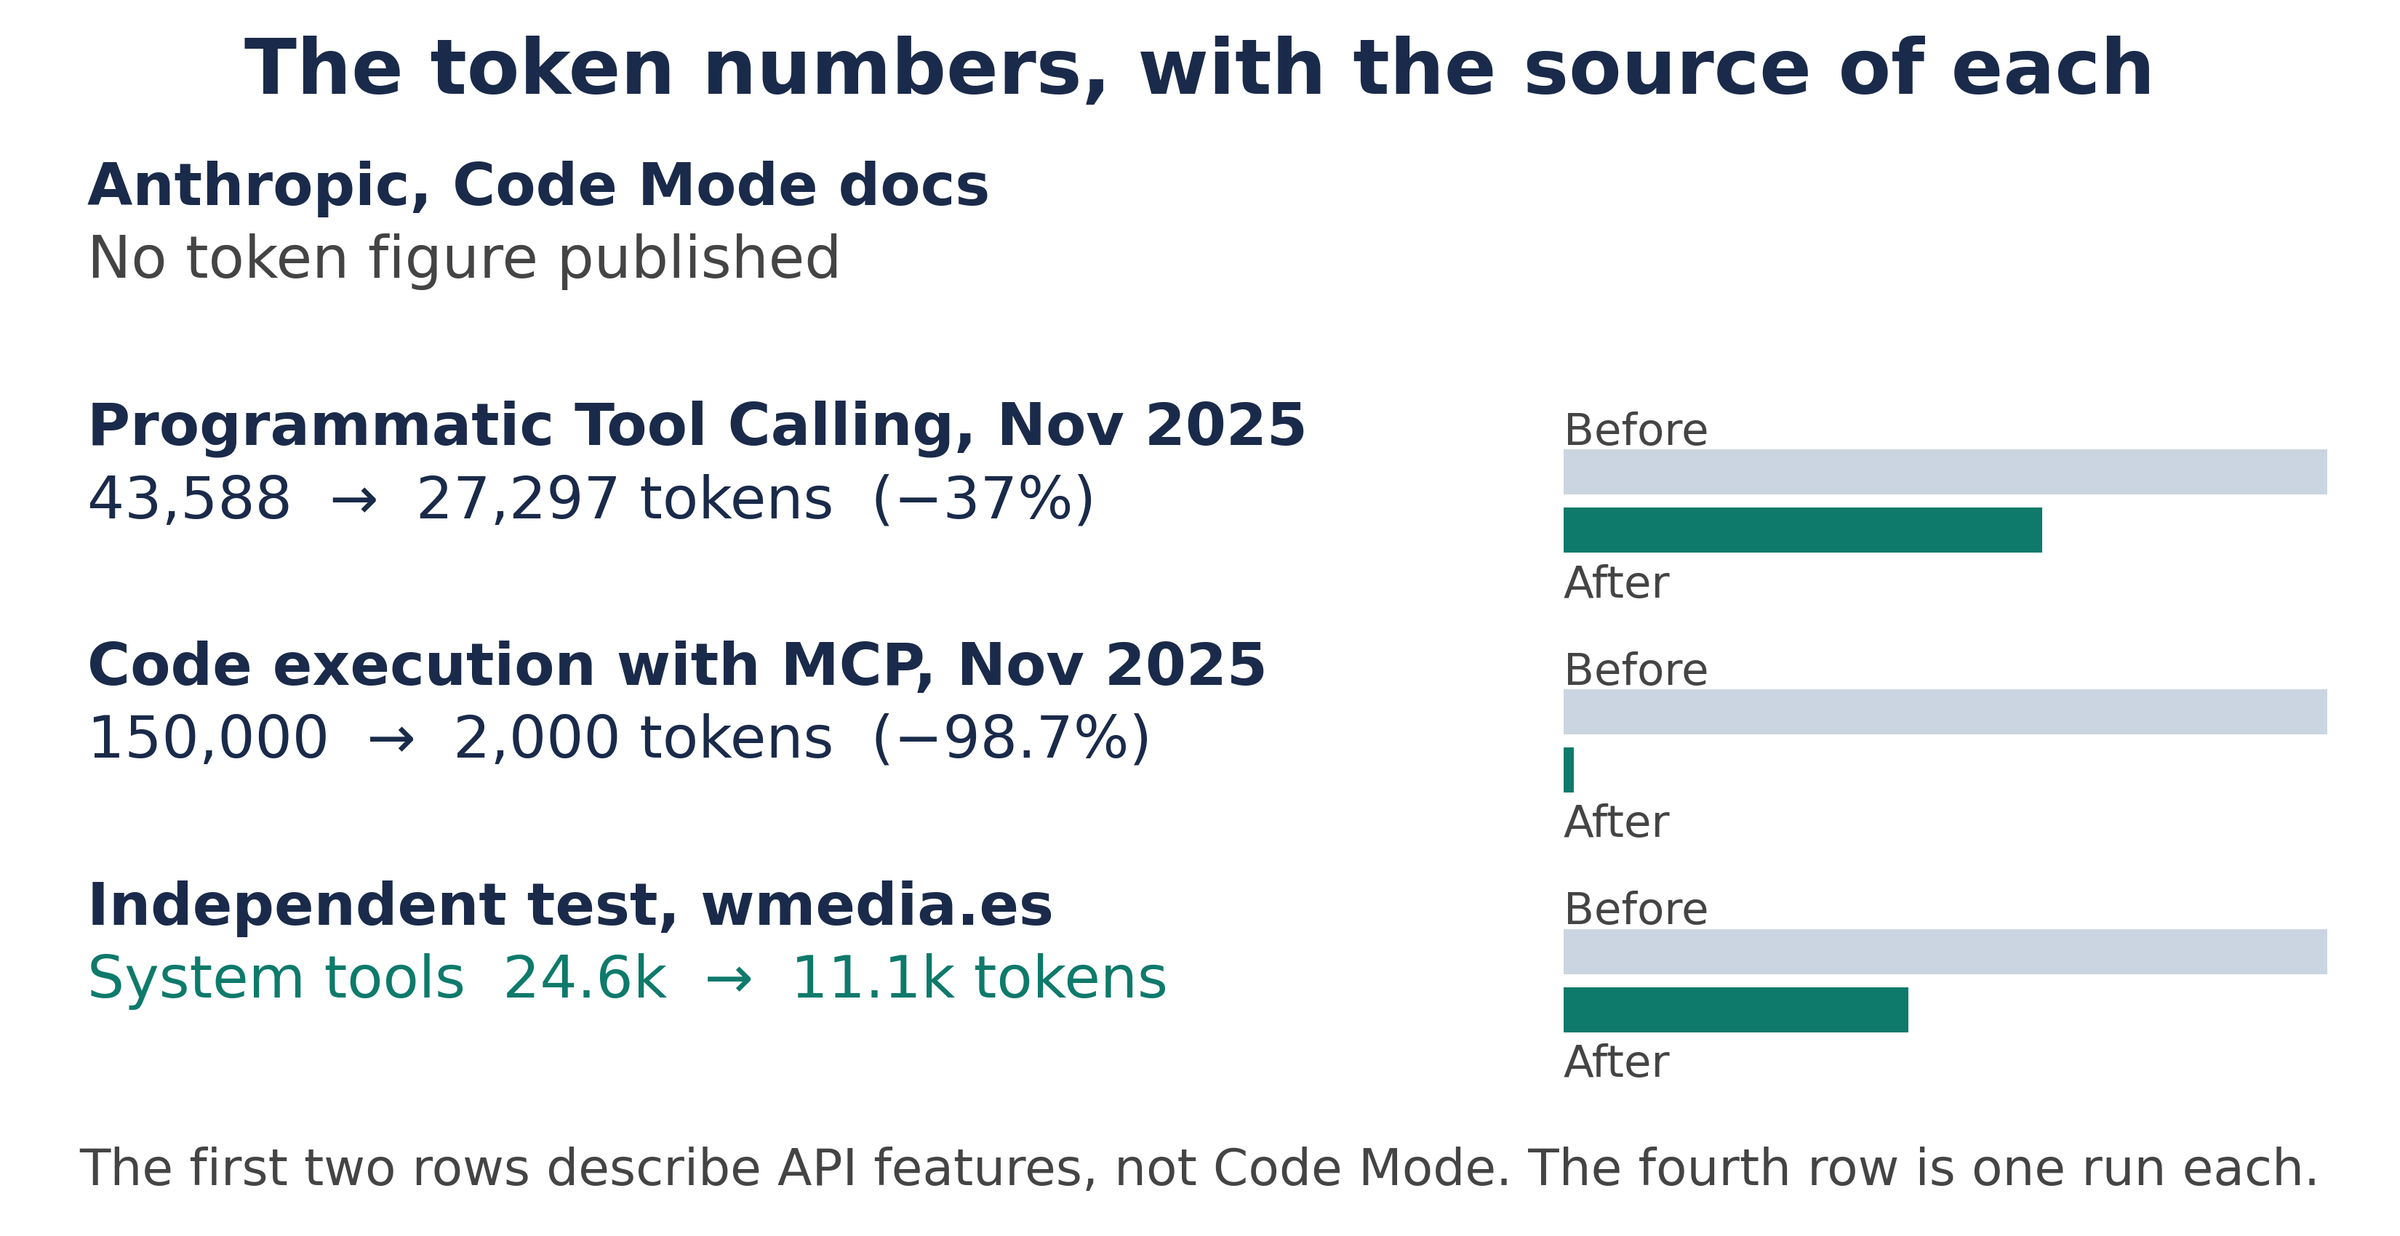 The token numbers, with the source of each
Anthropic, Code Mode docs
No token figure published
Programmatic Tool Calling, Nov 2025
43,588 → 27,297 tokens (−37%)
Before
After
Code execution with MCP, Nov 2025
150,000 → 2,000 tokens (−98.7%)
Before
After
Independent test, wmedia.es
System tools 24.6k → 11.1k tokens
Before
After
The first two rows describe API features, not Code Mode. The fourth row is one run each.